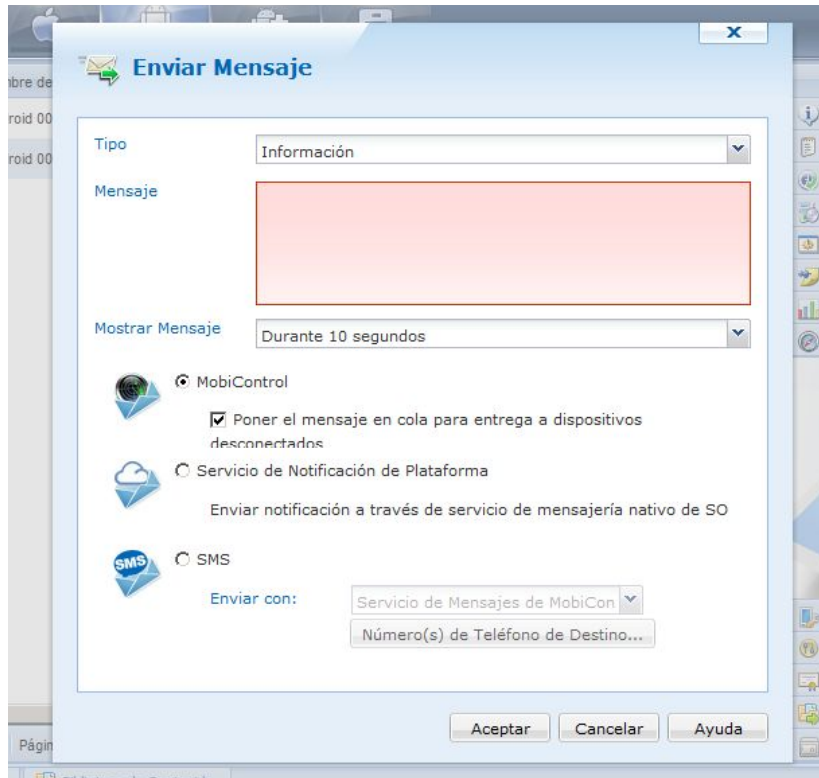 X
Enviar Mensaje
Tipo
Información
Mensaje
Mostrar Mensaje
Durante 10 segundos
MobiControl
Poner el mensaje en cola para entrega a dispositivos
desconectados
Servicio de Notificación de Plataforma
Enviar notificación a través de servicio de mensajería nativo de SO
SMS
SMS
Enviar con:
Servicio de Mensajes de MobiCon
Número(s) de Teléfono de Destino...
Aceptar
Cancelar
Ayuda
nbre de
roid 00
roid 00
Págin